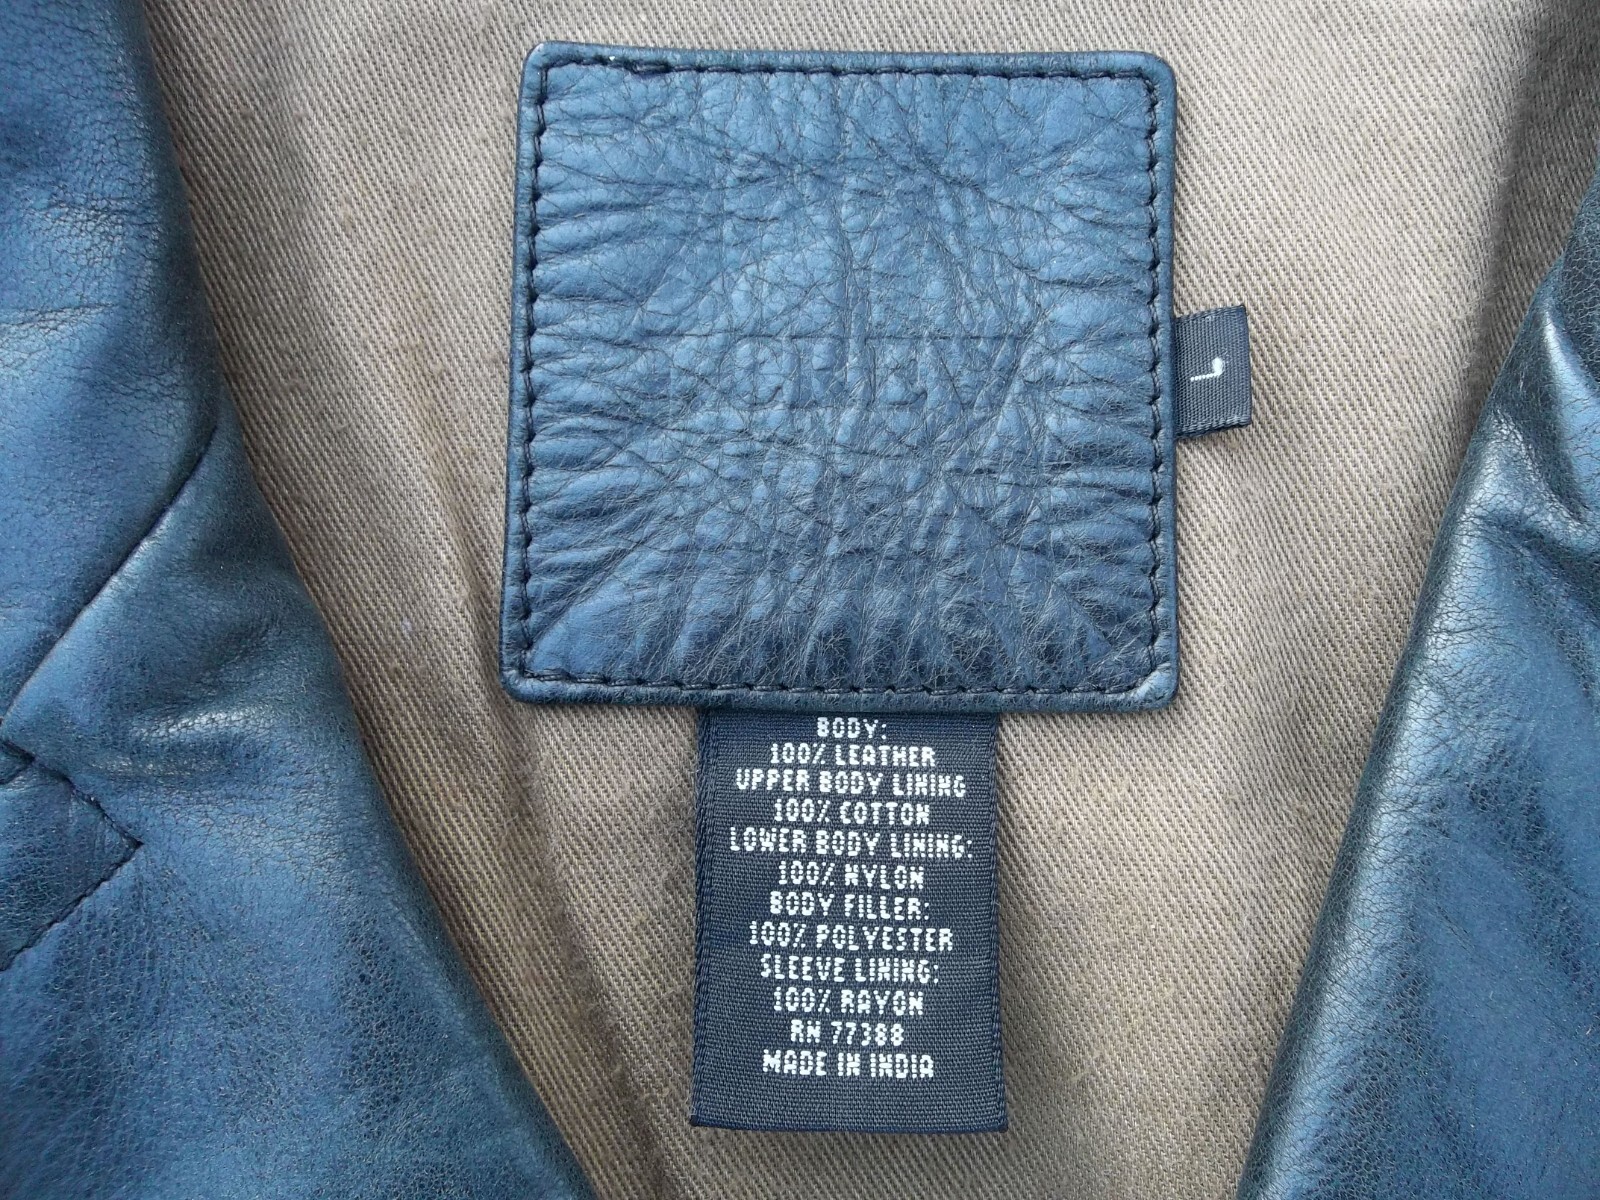 L
BODY:
100% LEATHER
UPPER BODY LINING
100% COTTON
LOWER BODY LINING:
100% NYLON
BODY FILLER:
100% POLYESTER
SLEEVE LINING:
100% RAYON
RN 77388
MADE IN INDIA